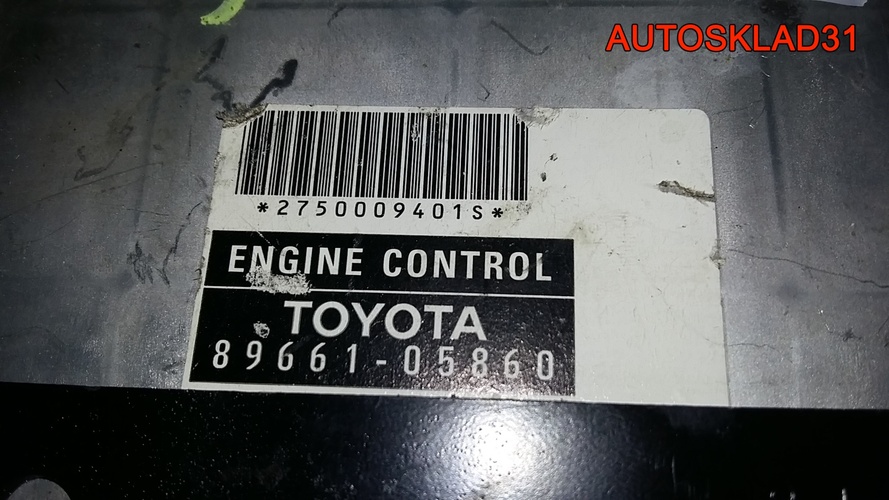 AUTOSKLAD31
*2750009401S*
ENGINE CONTROL
TOYOTA
89661-05860